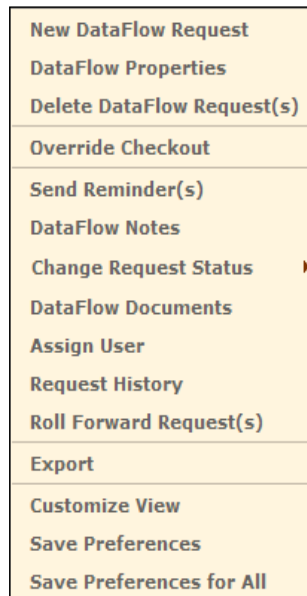 New DataFlow Request
DataFlow Properties
Delete DataFlow Request(s)
Override Checkout
Send Reminder(s)
DataFlow Notes
Change Request Status
DataFlow Documents
Assign User
Request History
Roll Forward Request(s)
Export
Customize View
Save Preferences
Save Preferences for All